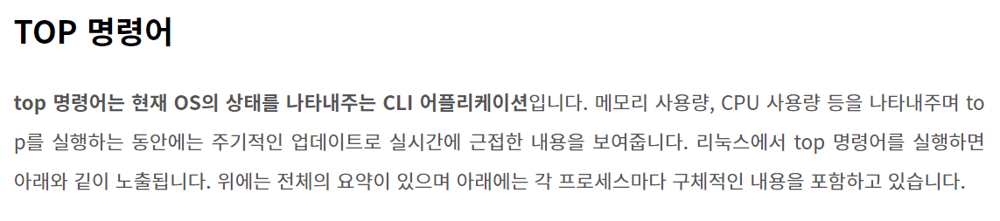 TOP 명령어
top 명령어는 현재 OS의 상태를 나타내주는 CLI 어플리케이션입니다. 메모리 사용량, CPU 사용량 등을 나타내주며 to
p를 실행하는 동안에는 주기적인 업데이트로 실시간에 근접한 내용을 보여줍니다. 리눅스에서 top 명령어를 실행하면
아래와 같이 노출됩니다. 위에는 전체의 요약이 있으며 아래에는 각 프로세스마다 구체적인 내용을 포함하고 있습니다.